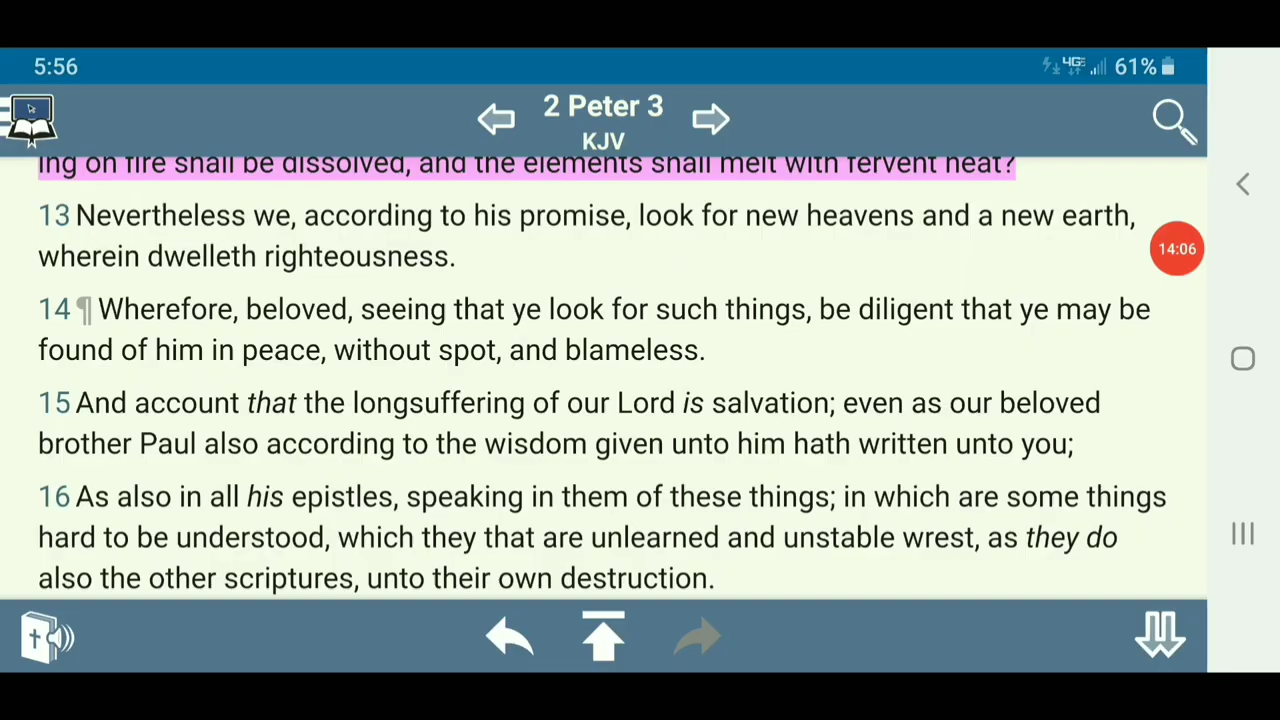 5:56
4G
61%
2 Peter 3
KJV
ing on fire shall be dissolved, and the elements shall melt with fervent heat?
13 Nevertheless we, according to his promise, look for new heavens and a new earth,
wherein dwelleth righteousness.
14:06
14 ¶ Wherefore, beloved, seeing that ye look for such things, be diligent that ye may be
found of him in peace, without spot, and blameless.
15 And account that the longsuffering of our Lord is salvation; even as our beloved
brother Paul also according to the wisdom given unto him hath written unto you;
16 As also in all his epistles, speaking in them of these things; in which are some things
hard to be understood, which they that are unlearned and unstable wrest, as they do
also the other scriptures, unto their own destruction.